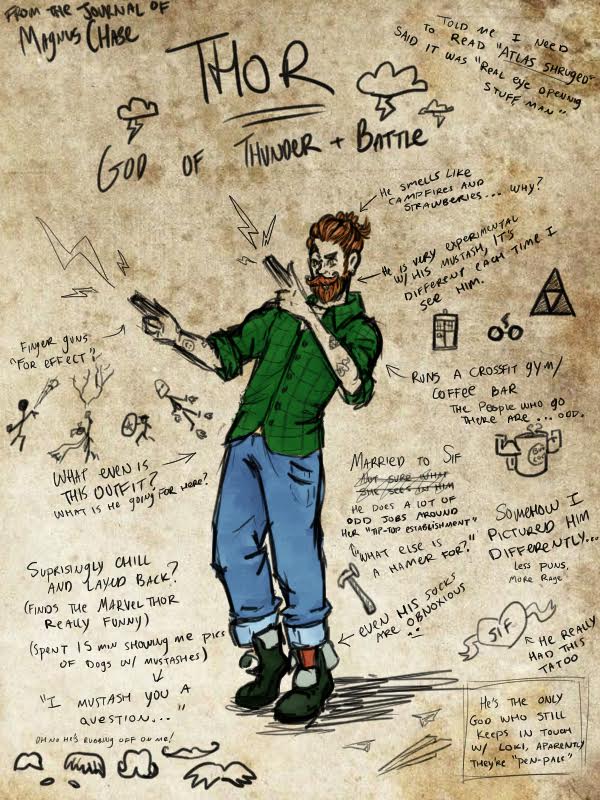 FROM THE JOURNAL OF
MAGNUS CHASE
TOLD ME I NEED
TO READ "ATLAS SHRUGED"
SAID IT WAS "REAL EYE OPENING
STUFF MAN"
THOR
GOD OF THUNDER + BATTLE
HE SMELLS LIKE
CAMPFIRES AND
STRAWBERRIES... WHY?
HE IS VERY EXPERIMENTAL
W/ HIS MUSTASH, IT'S
DIFFERENT EACH TIME I
SEE HIM.
FINGER GUNS
"FOR EFFECT"
RUNS A CROSSFIT GYM/
COFFEE BAR
THE PEOPLE WHO GO
THERE ARE... ODD.
WHAT EVEN IS
THIS OUTFIT?
WHAT IS HE GOING FOR HERE?
MARRIED TO SIF
NOT SURE WHAT
SHE SEES IN HIM
HE DOES A LOT OF
ODD JOBS AROUND
HER "TIP-TOP ESTABLISHMENT"
"WHAT ELSE IS
A HAMER FOR?"
SOMEHOW I
PICTURED HIM
DIFFERENTLY...
LESS PUNS,
MORE RAGE
SUPRISINGLY CHILL
AND LAYED BACK?
(FINDS THE MARVEL THOR
REALLY FUNNY)
(SPENT 15 MIN SHOWING ME PICS
OF DOGS W/ MUSTASHES)
"I MUSTASH YOU A
QUESTION..."
OH NO HE'S RUBBING OFF ON ME!
EVEN HIS SOCKS
ARE OBNOXIOUS
SIF
HE REALLY
HAD THIS
TATOO
HE'S THE ONLY
GOD WHO STILL
KEEPS IN TOUCH
W/ LOKI, APARENTLY
THEY'RE "PEN-PALS"